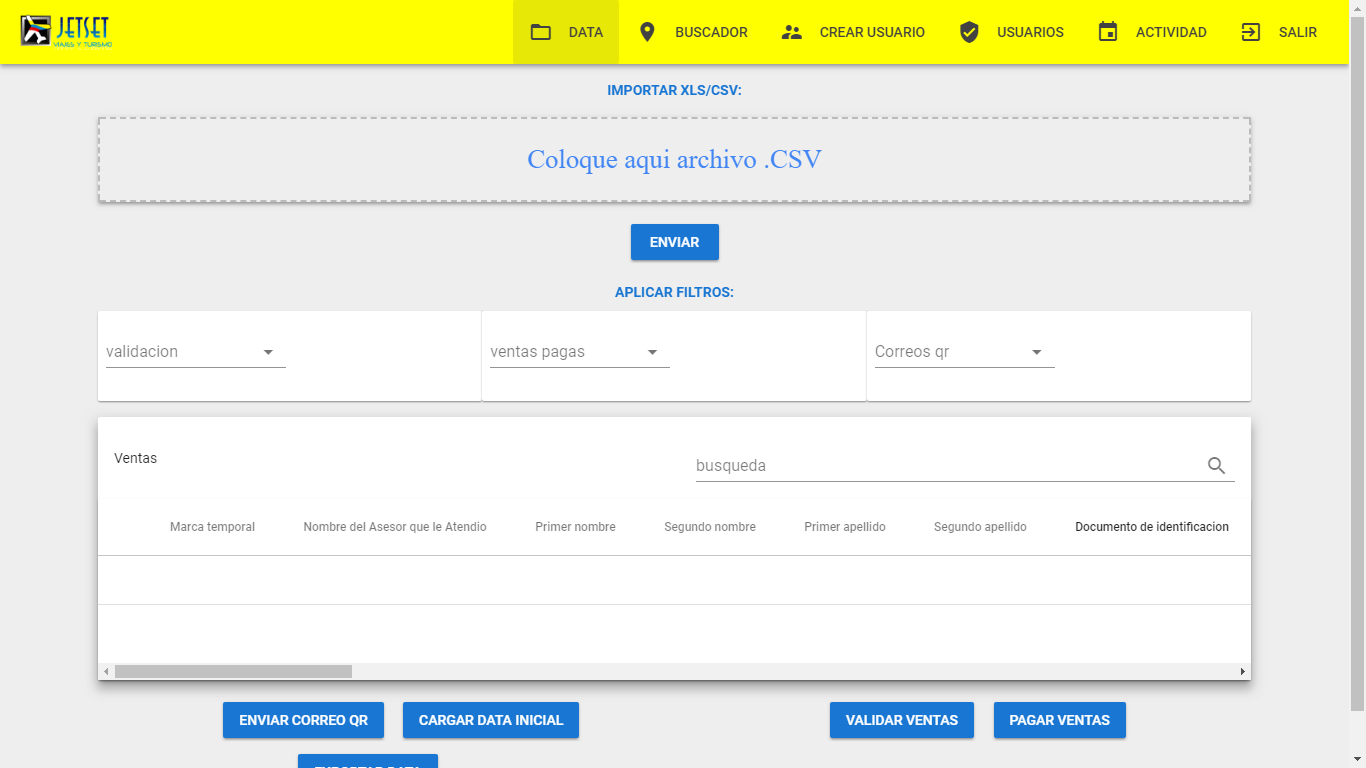 JETSET
VIAJES Y TURISMO
DATA
BUSCADOR
CREAR USUARIO
USUARIOS
ACTIVIDAD
SALIR
IMPORTAR XLS/CSV:
Coloque aqui archivo .CSV
ENVIAR
APLICAR FILTROS:
validacion
ventas pagas
Correos qr
Ventas
busqueda
Marca temporal
Nombre del Asesor que le Atendio
Primer nombre
Segundo nombre
Primer apellido
Segundo apellido
Documento de identificacion
ENVIAR CORREO QR
CARGAR DATA INICIAL
VALIDAR VENTAS
PAGAR VENTAS
EXPORTAR DATA